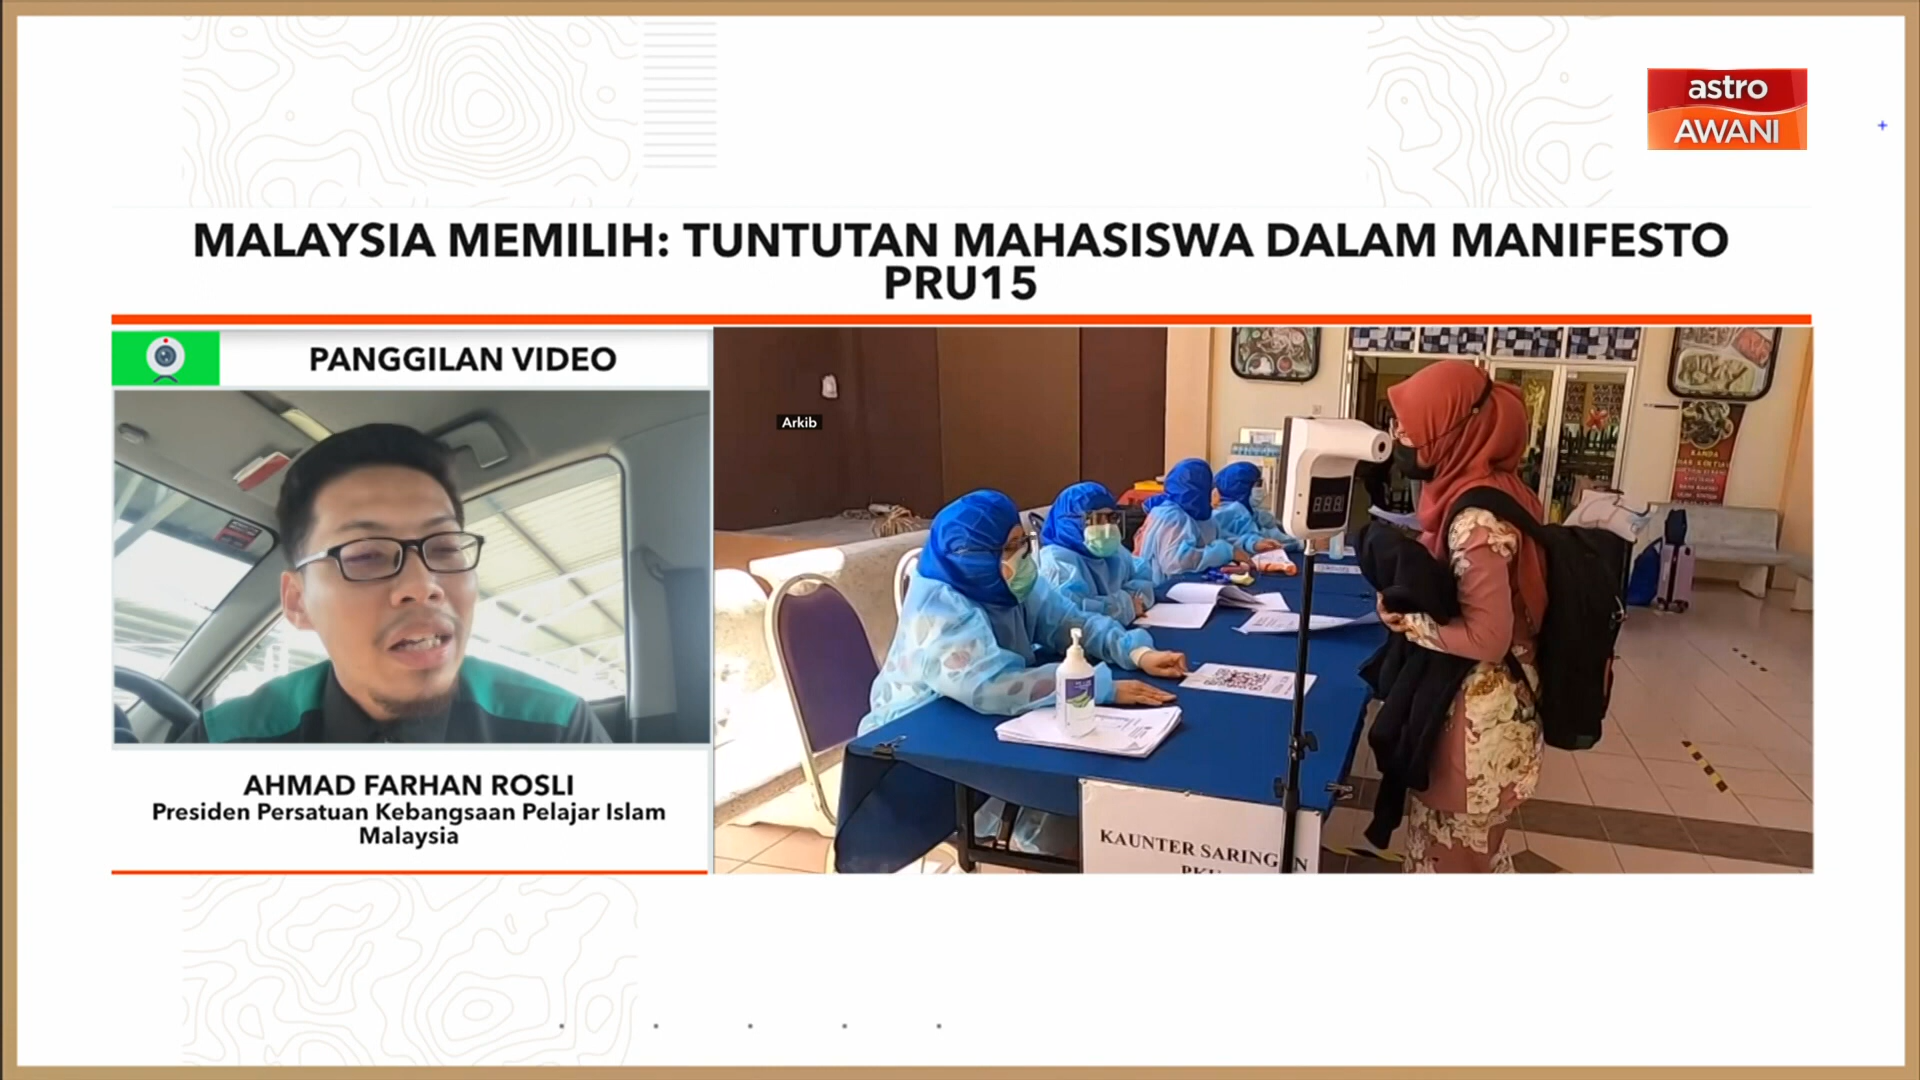 astro
AWANI
MALAYSIA MEMILIH: TUNTUTAN MAHASISWA DALAM MANIFESTO
PRU15
PANGGILAN VIDEO
Arkib
AHMAD FARHAN ROSLI
Presiden Persatuan Kebangsaan Pelajar Islam
Malaysia
KAUNTER SARINGAN